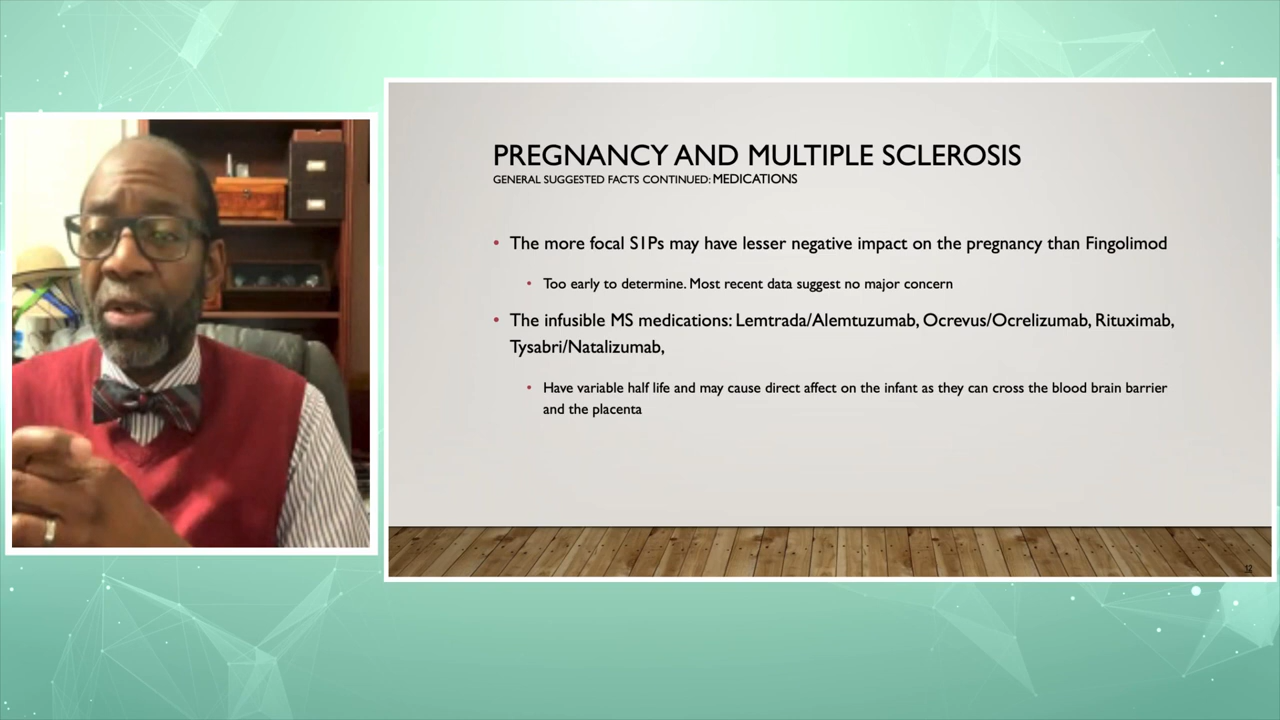 PREGNANCY AND MULTIPLE SCLEROSIS
GENERAL SUGGESTED FACTS CONTINUED: MEDICATIONS
• The more focal S1Ps may have lesser negative impact on the pregnancy than Fingolimod
• Too early to determine. Most recent data suggest no major concern
• The infusible MS medications: Lemtrada/Alemtuzumab, Ocrevus/Ocrelizumab, Rituximab,
Tysabri/Natalizumab,
• Have variable half life and may cause direct affect on the infant as they can cross the blood brain barrier
and the placenta
12